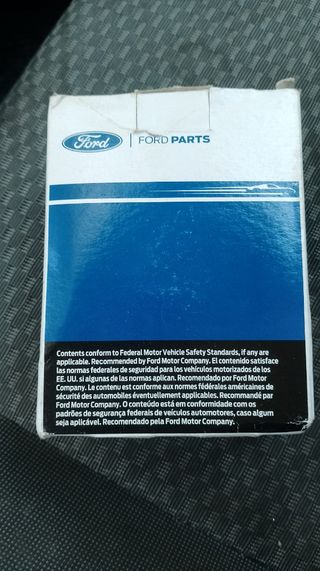 Ford | FORD PARTS
Contents conform to Federal Motor Vehicle Safety Standards, if any are
applicable. Recommended by Ford Motor Company. El contenido satisface
las normas federales de seguridad para los vehículos motorizados de los
EE. UU. si algunas de las normas aplican. Recomendado por Ford Motor
Company. Le contenu est conforme aux normes fédérales américaines de
sécurité des automobiles éventuellement applicables. Recommandé par
Ford Motor Company. O conteúdo está em conformidade com os
padrões de segurança federais de veículos automotores, caso algum
seja aplicável. Recomendado pela Ford Motor Company.